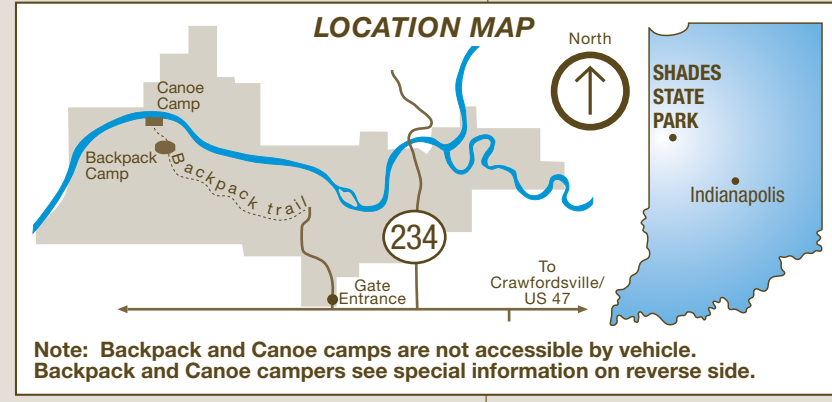 LOCATION MAP
North
Canoe
Camp
Backpack
Camp
Backpack trail
234
Gate
Entrance
To
Crawfordsville/
US 47
SHADES
STATE
PARK
Indianapolis
Note: Backpack and Canoe camps are not accessible by vehicle.
Backpack and Canoe campers see special information on reverse side.